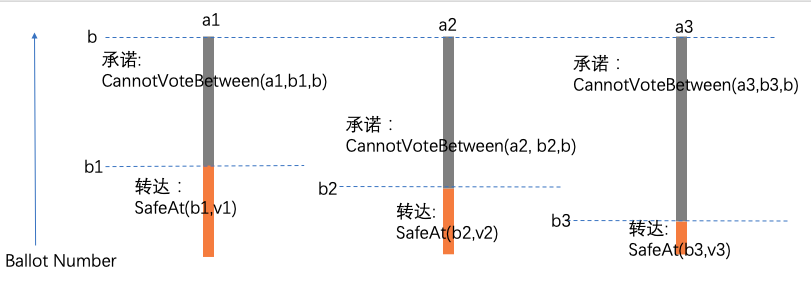 a1
a2
a3
b
承诺:
CannotVoteBetween(a1,b1,b)
承诺：
CannotVoteBetween(a3,b3,b)
承诺：
CannotVoteBetween(a2, b2,b)
b1
转达：
SafeAt(b1,v1)
b2
转达:
SafeAt(b2,v2)
b3
转达:
SafeAt(b3,v3)
Ballot Number